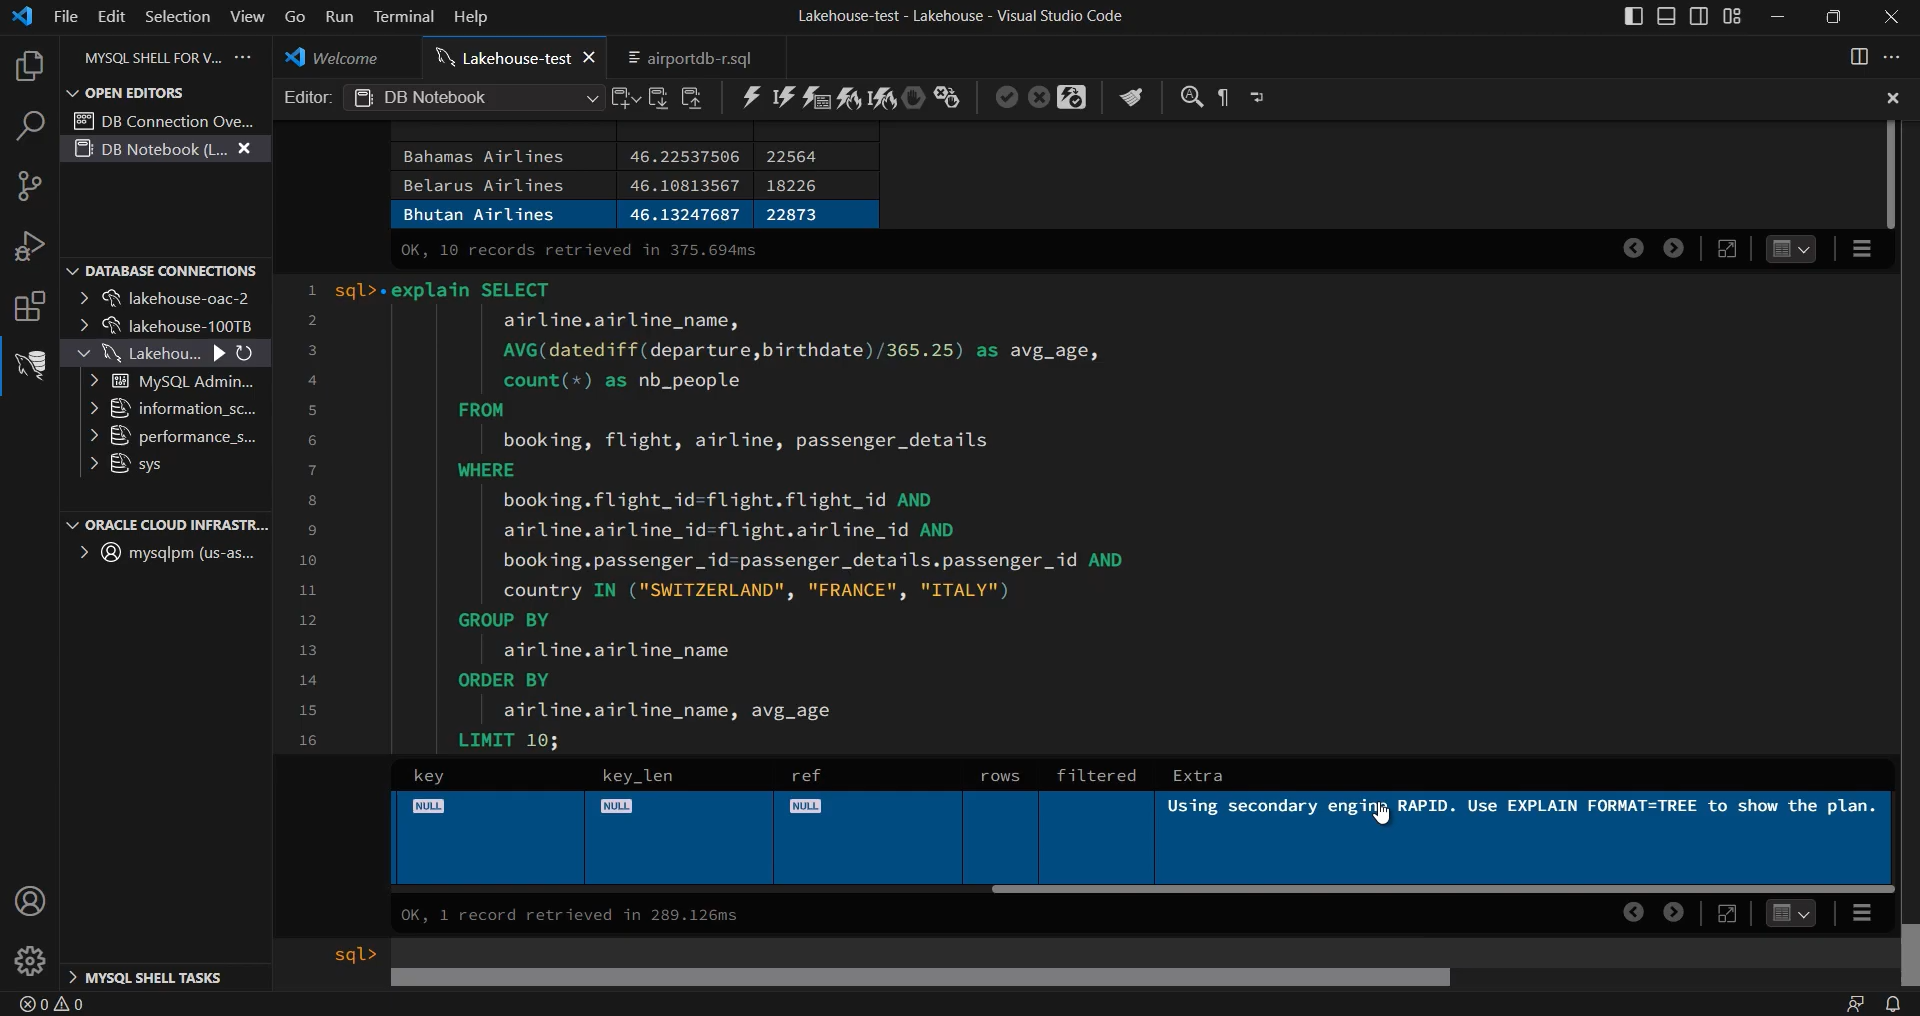 File Edit Selection View Go Run Terminal Help
Lakehouse-test - Lakehouse - Visual Studio Code
MYSQL SHELL FOR V... ···
Welcome
Lakehouse-test
airportdb-r.sql
OPEN EDITORS
Editor: DB Notebook
DB Connection Ove...
DB Notebook (L...
Bahamas Airlines 46.22537506 22564
Belarus Airlines 46.10813567 18226
Bhutan Airlines 46.13247687 22873
OK, 10 records retrieved in 375.694ms
DATABASE CONNECTIONS
lakehouse-oac-2
lakehouse-100TB
Lakehou...
MySQL Admin...
information_sc...
performance_s...
sys
ORACLE CLOUD INFRASTR...
mysqlpm (us-as...
MYSQL SHELL TASKS
1 sql> explain SELECT
2 airline.airline_name,
3 AVG(datediff(departure,birthdate)/365.25) as avg_age,
4 count(*) as nb_people
5 FROM
6 booking, flight, airline, passenger_details
7 WHERE
8 booking.flight_id=flight.flight_id AND
9 airline.airline_id=flight.airline_id AND
10 booking.passenger_id=passenger_details.passenger_id AND
11 country IN ("SWITZERLAND", "FRANCE", "ITALY")
12 GROUP BY
13 airline.airline_name
14 ORDER BY
15 airline.airline_name, avg_age
16 LIMIT 10;
key key_len ref rows filtered Extra
NULL NULL NULL Using secondary engine RAPID. Use EXPLAIN FORMAT=TREE to show the plan.
OK, 1 record retrieved in 289.126ms
sql>
0 0